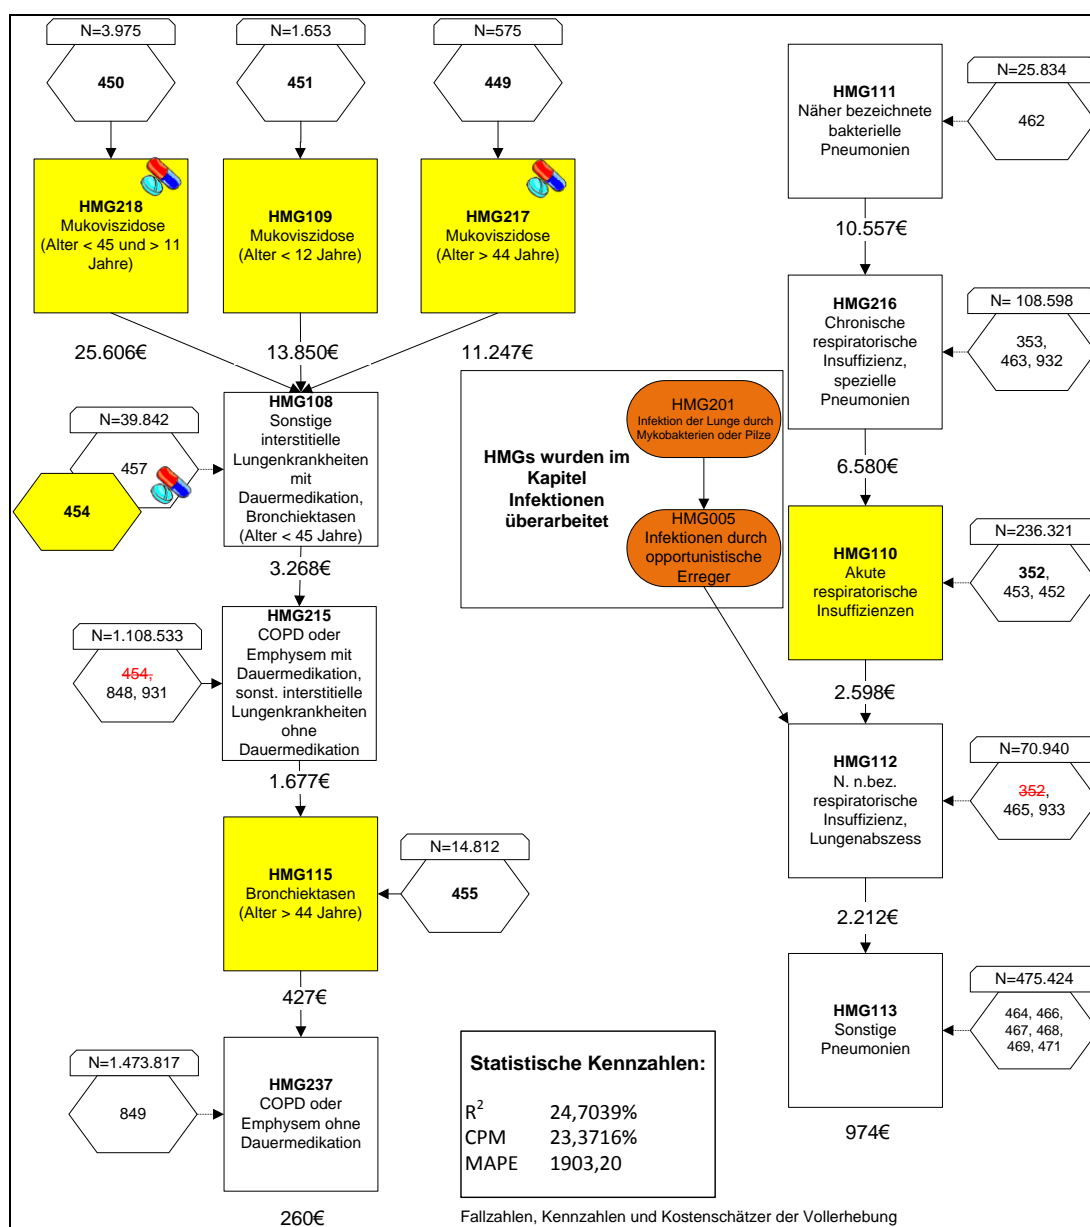 N=3.975
450
HMG218
Mukoviszidose
(Alter < 45 und > 11
Jahre)
25.606€
N=1.653
451
HMG109
Mukoviszidose
(Alter < 12 Jahre)
13.850€
N=575
449
HMG217
Mukoviszidose
(Alter > 44 Jahre)
11.247€
N=39.842
457
454
HMG108
Sonstige
interstitielle
Lungenkrankheiten
mit
Dauermedikation,
Bronchiektasen
(Alter < 45 Jahre)
3.268€
N=1.108.533
454,
848, 931
HMG215
COPD oder
Emphysem mit
Dauermedikation,
sonst. interstitielle
Lungenkrankheiten
ohne
Dauermedikation
1.677€
N=14.812
455
HMG115
Bronchiektasen
(Alter > 44 Jahre)
427€
N=1.473.817
849
HMG237
COPD oder
Emphysem ohne
Dauermedikation
260€
HMGs wurden im
Kapitel
Infektionen
überarbeitet
HMG201
Infektion der Lunge durch
Mykobakterien oder Pilze
HMG005
Infektionen durch
opportunistische
Erreger
HMG111
Näher bezeichnete
bakterielle
Pneumonien
N=25.834
462
10.557€
HMG216
Chronische
respiratorische
Insuffizienz,
spezielle
Pneumonien
N= 108.598
353,
463, 932
6.580€
HMG110
Akute
respiratorische
Insuffizienzen
N=236.321
352,
453, 452
2.598€
HMG112
N. n.bez.
respiratorische
Insuffizienz,
Lungenabszess
N=70.940
352,
465, 933
2.212€
HMG113
Sonstige
Pneumonien
N=475.424
464, 466,
467, 468,
469, 471
974€
Statistische Kennzahlen:
R² 24,7039%
CPM 23,3716%
MAPE 1903,20
Fallzahlen, Kennzahlen und Kostenschätzer der Vollerhebung